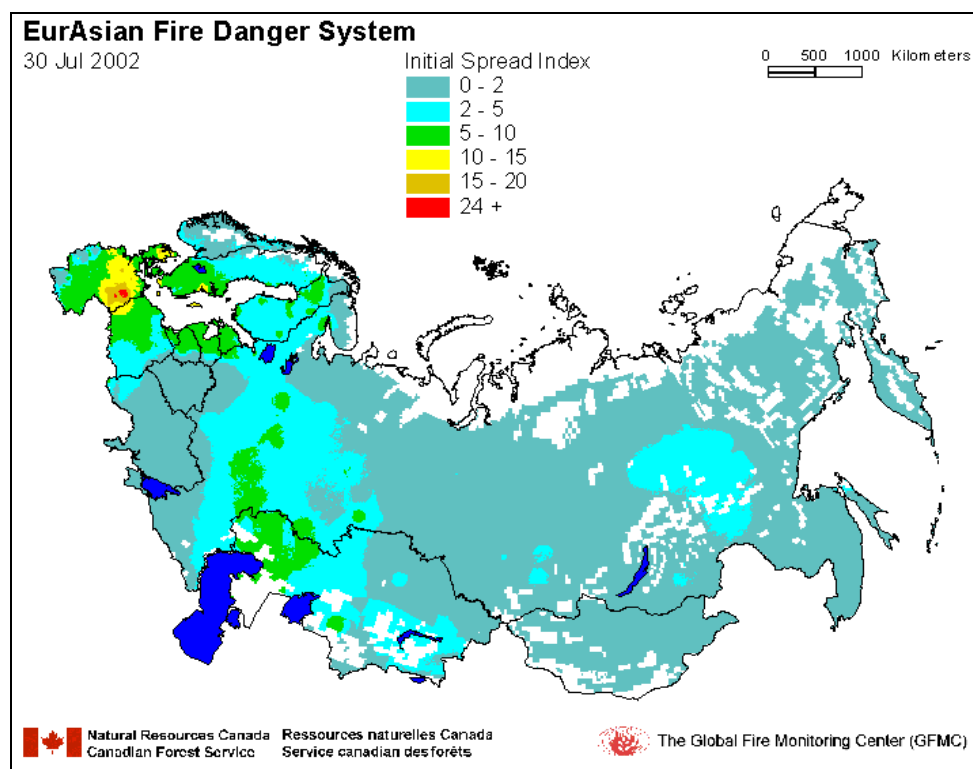 EurAsian Fire Danger System
30 Jul 2002
Initial Spread Index
0 - 2
2 - 5
5 - 10
10 - 15
15 - 20
24 +
0 500 1000 Kilometers
Natural Resources Canada Ressources naturelles Canada
Canadian Forest Service Service canadien des forêts
The Global Fire Monitoring Center (GFMC)